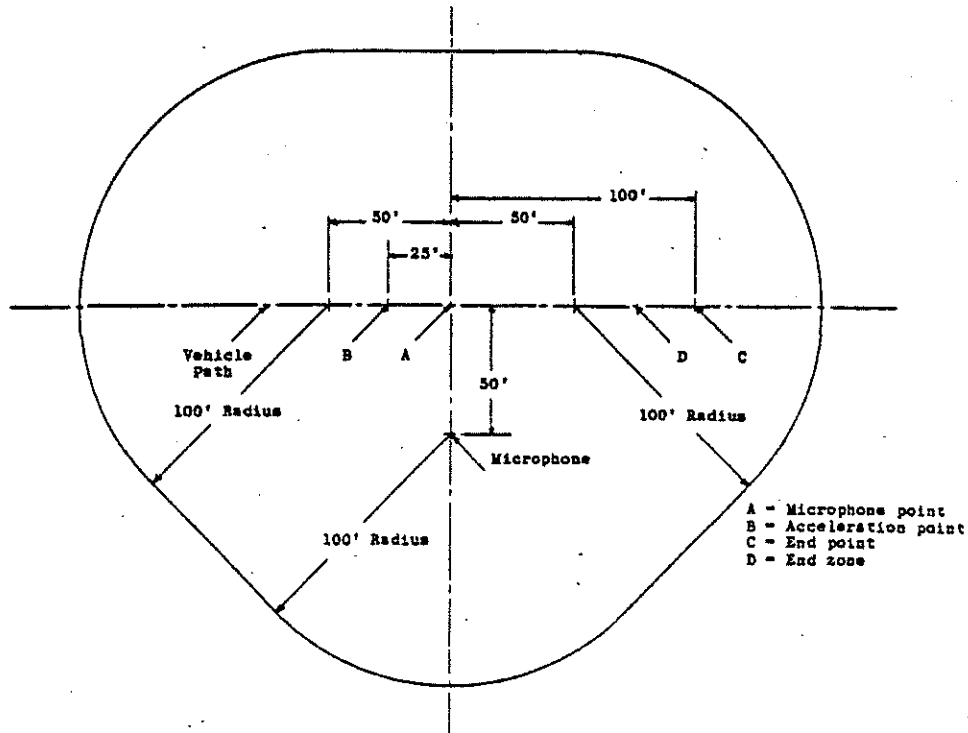 100'
50'
50'
25'
Vehicle
Path
B
A
D
C
50'
100' Radius
100' Radius
Microphone
100' Radius
A - Microphone point
B - Acceleration point
C - End point
D - End zone